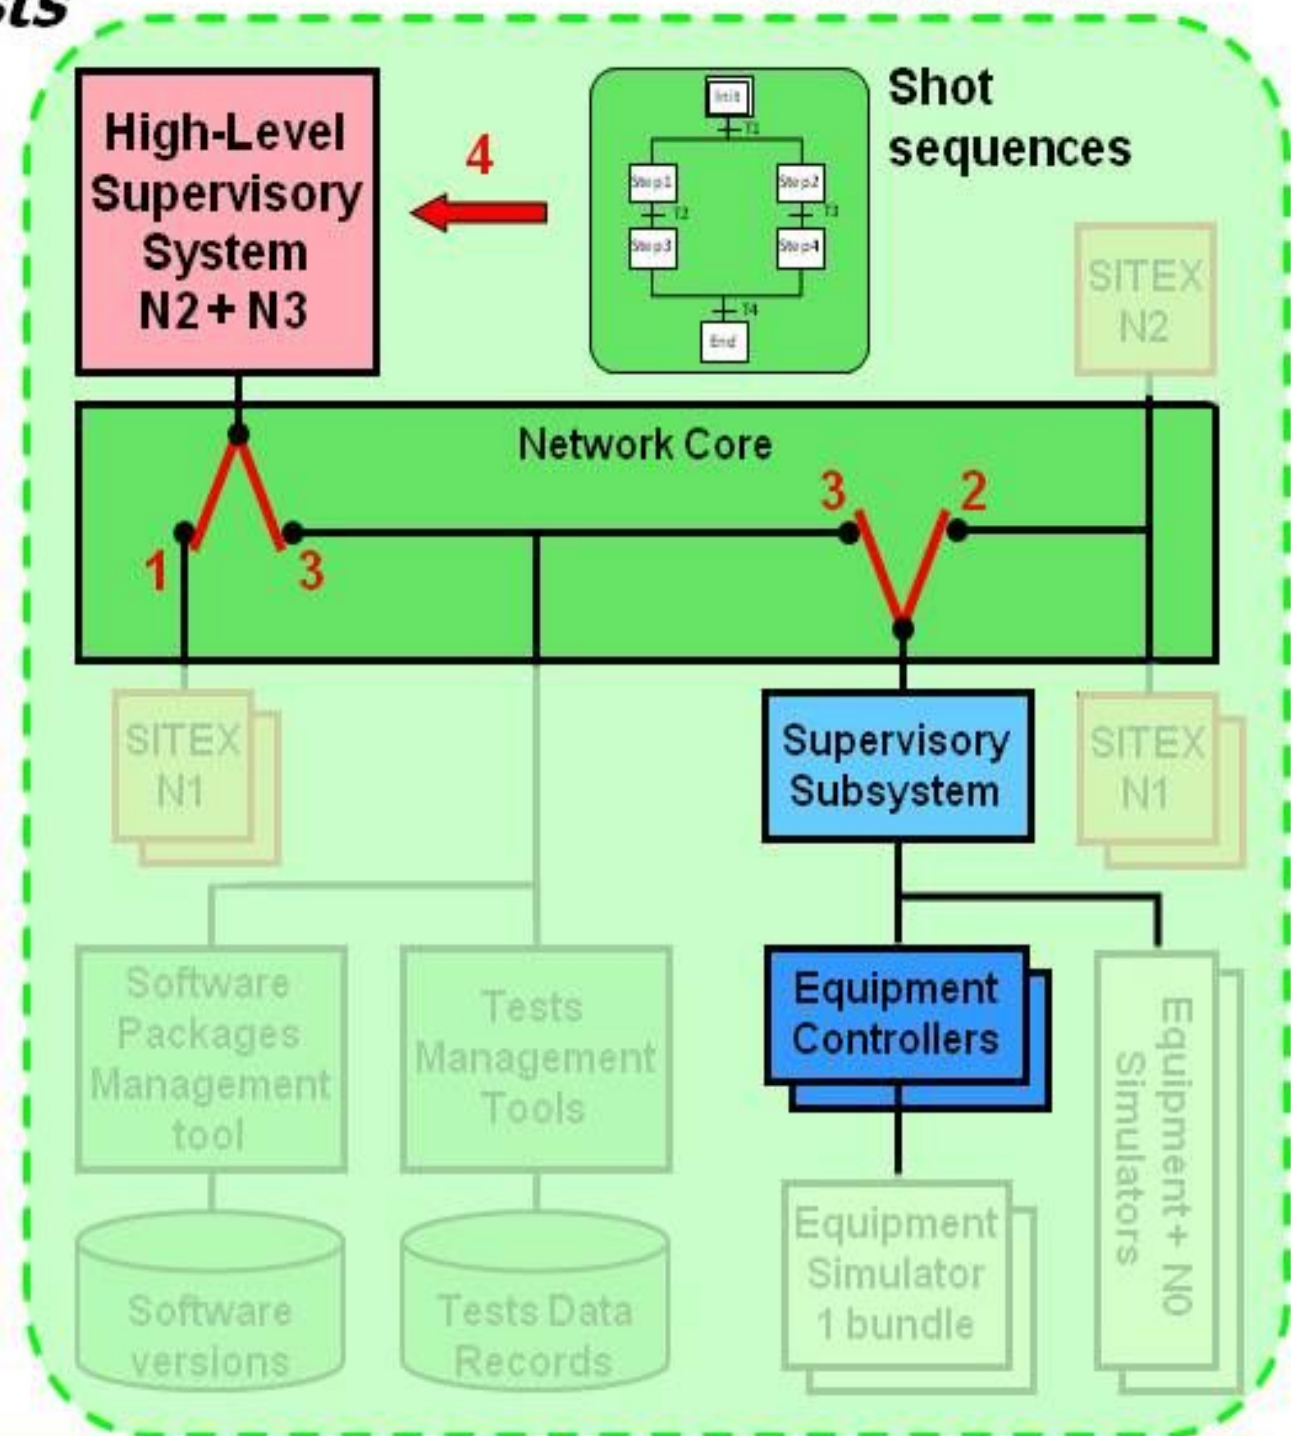 sts
High-Level
Supervisory
System
N2 + N3
4
Init
T1
Step1
Step2
T2
T3
Step3
Step4
T4
End
Shot
sequences
SITEX
N2
Network Core
1
3
3
2
SITEX
N1
Supervisory
Subsystem
SITEX
N1
Software
Packages
Management
tool
Tests
Management
Tools
Equipment
Controllers
Equipment + N0
Simulators
Equipment
Simulator
1 bundle
Software
versions
Tests Data
Records